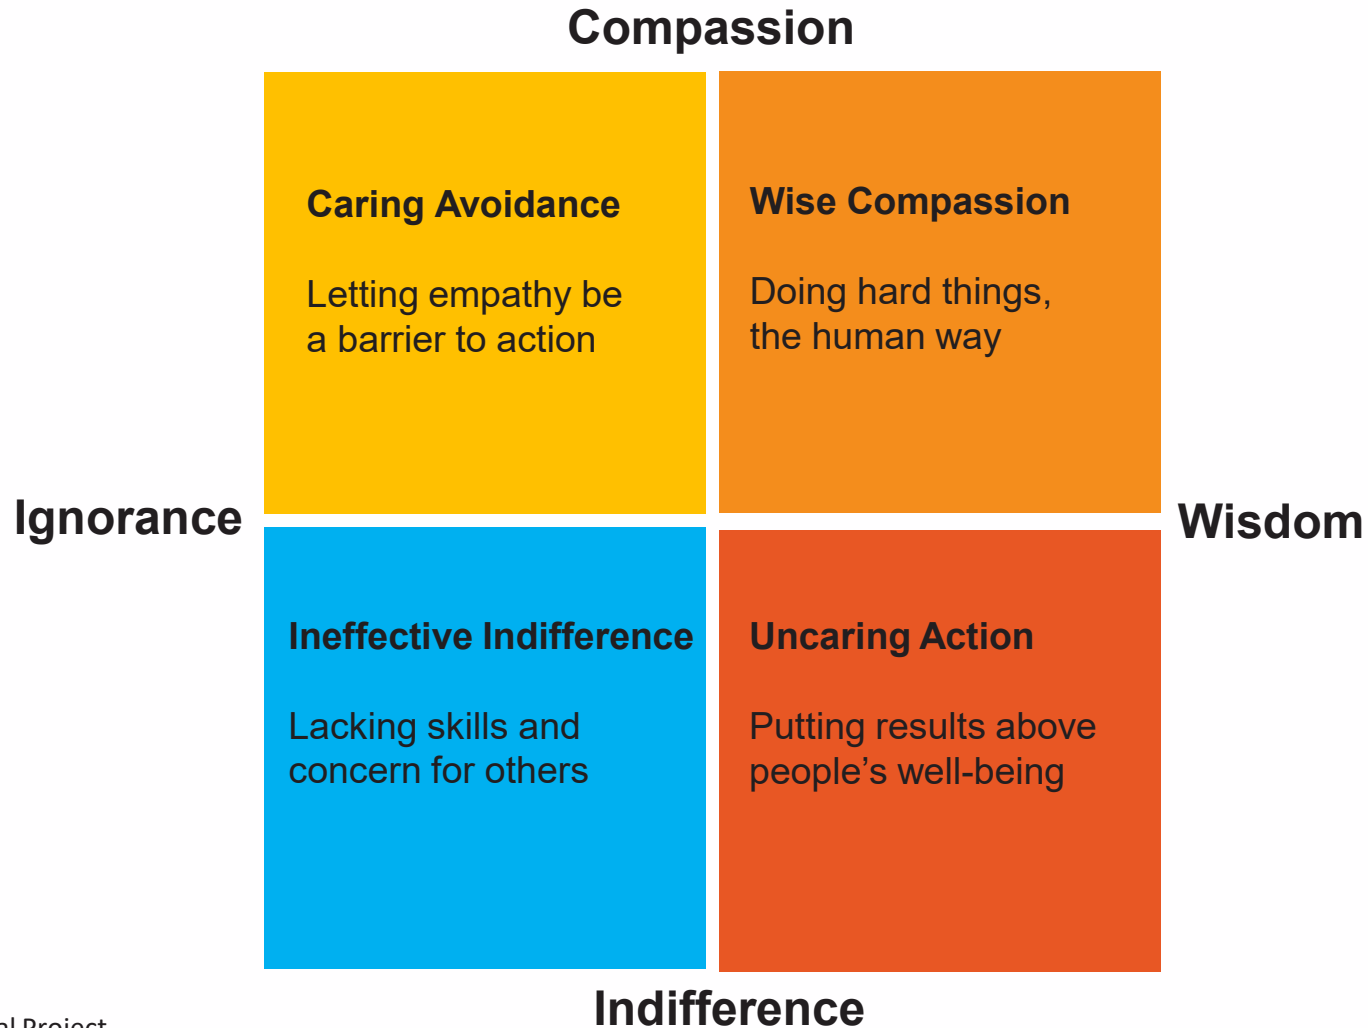 Compassion
Caring Avoidance
Letting empathy be
a barrier to action
Wise Compassion
Doing hard things,
the human way
Ignorance
Wisdom
Ineffective Indifference
Lacking skills and
concern for others
Uncaring Action
Putting results above
people’s well-being
Indifference
Project